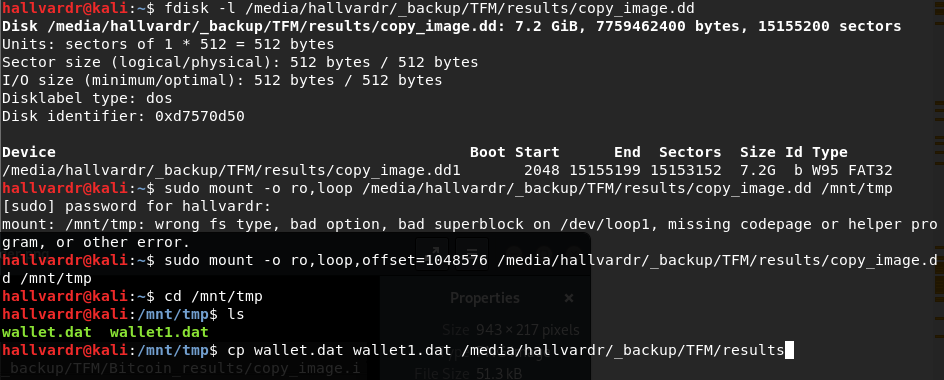 hallvardr@kali:~$ fdisk -l /media/hallvardr/_backup/TFM/results/copy_image.dd
Disk /media/hallvardr/_backup/TFM/results/copy_image.dd: 7.2 GiB, 7759462400 bytes, 15155200 sectors
Units: sectors of 1 * 512 = 512 bytes
Sector size (logical/physical): 512 bytes / 512 bytes
I/O size (minimum/optimal): 512 bytes / 512 bytes
Disklabel type: dos
Disk identifier: 0xd7570d50
Device Boot Start End Sectors Size Id Type
/media/hallvardr/_backup/TFM/results/copy_image.dd1 2048 15155199 15153152 7.2G b W95 FAT32
hallvardr@kali:~$ sudo mount -o ro,loop /media/hallvardr/_backup/TFM/results/copy_image.dd /mnt/tmp
[sudo] password for hallvardr:
mount: /mnt/tmp: wrong fs type, bad option, bad superblock on /dev/loop1, missing codepage or helper pro
gram, or other error.
hallvardr@kali:~$ sudo mount -o ro,loop,offset=1048576 /media/hallvardr/_backup/TFM/results/copy_image.d
d /mnt/tmp
hallvardr@kali:~$ cd /mnt/tmp
Properties ×
hallvardr@kali:/mnt/tmp$ ls
wallet.dat wallet1.dat
Size 943 × 217 pixels
hallvardr@kali:/mnt/tmp$ cp wallet.dat wallet1.dat /media/hallvardr/_backup/TFM/results
_backup/TFM/Bitcoin_results/copy_image.i
File Size 51.3 kB